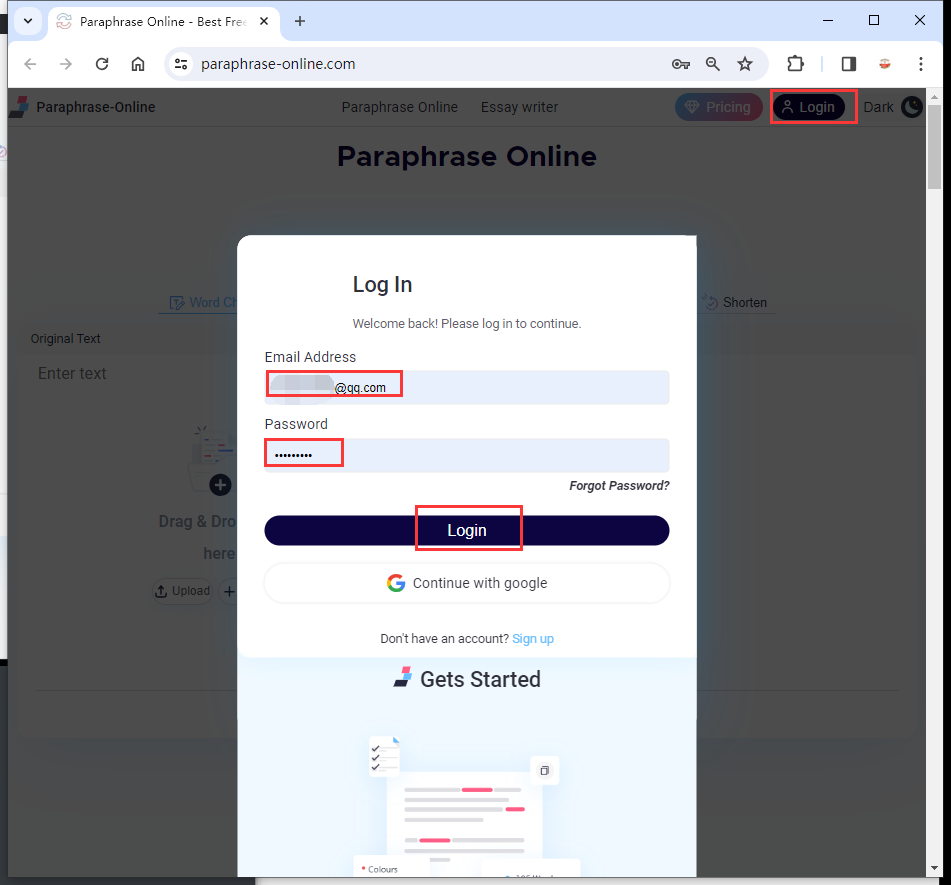 Paraphrase Online - Best Free
paraphrase-online.com
Paraphrase-Online
Paraphrase Online
Essay writer
Pricing
Login
Dark
Paraphrase Online
Word Ch
Shorten
Original Text
Enter text
Drag & Dro
here
Upload
Log In
Welcome back! Please log in to continue.
Email Address
@qq.com
Password
•••••••••
Forgot Password?
Login
Continue with google
Don't have an account? Sign up
Gets Started
* Colours